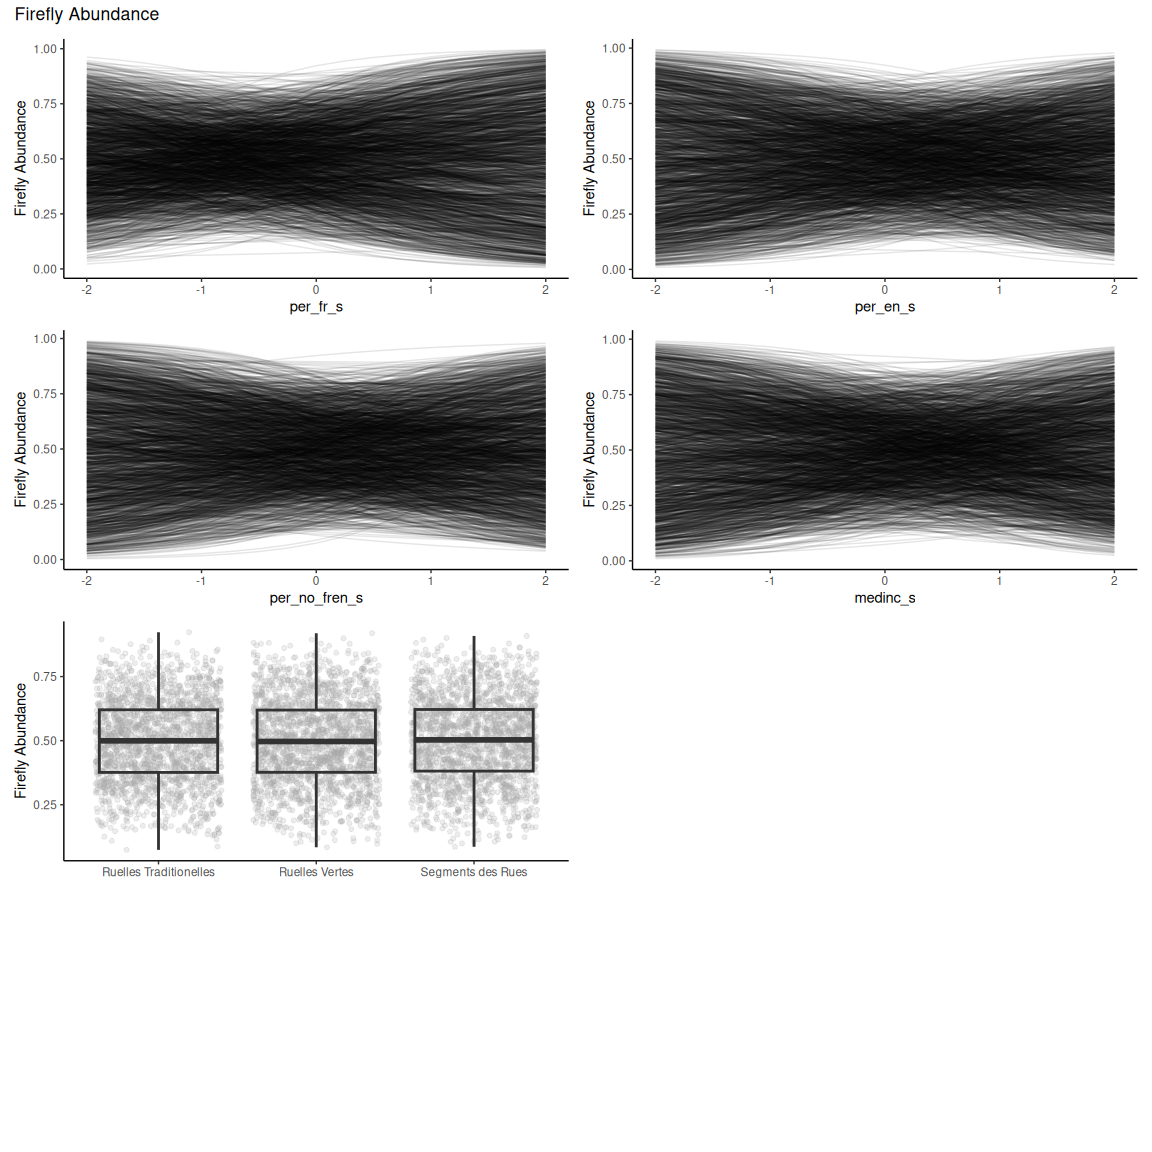 Firefly Abundance
Firefly Abundance
1.00
0.75
0.50
0.25
0.00
-2 -1 0 1 2
per_fr_s
Firefly Abundance
1.00
0.75
0.50
0.25
0.00
-2 -1 0 1 2
per_en_s
Firefly Abundance
1.00
0.75
0.50
0.25
0.00
-2 -1 0 1 2
per_no_fren_s
Firefly Abundance
1.00
0.75
0.50
0.25
0.00
-2 -1 0 1 2
medinc_s
Firefly Abundance
0.75
0.50
0.25
Ruelles Traditionelles Ruelles Vertes Segments des Rues